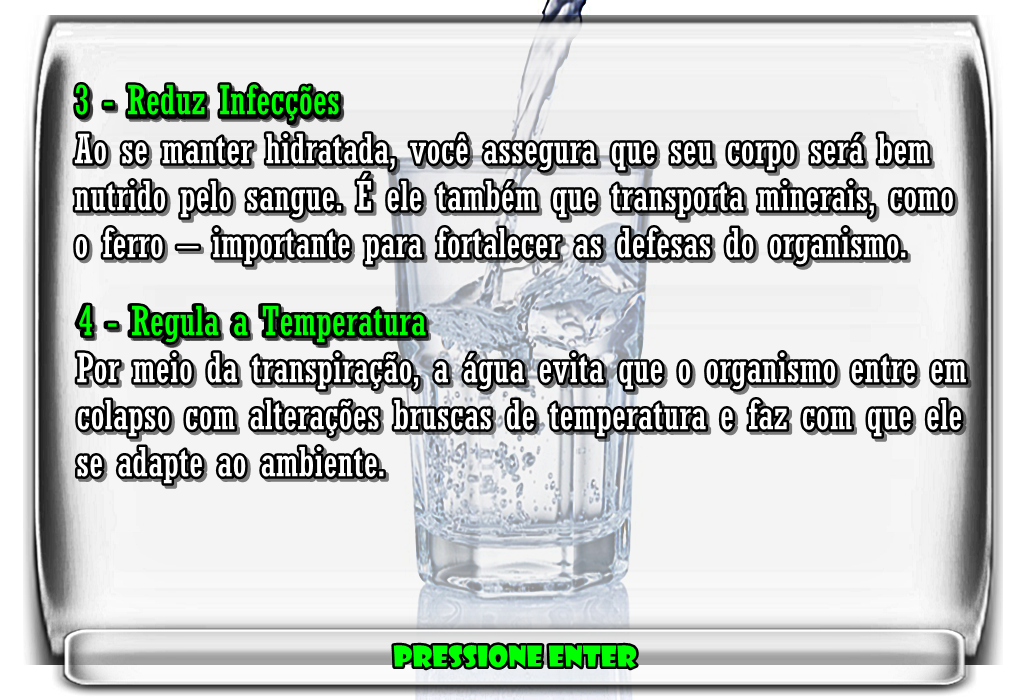 3 - Reduz Infecções
Ao se manter hidratada, você assegura que seu corpo será bem
nutrido pelo sangue. É ele também que transporta minerais, como
o ferro – importante para fortalecer as defesas do organismo.
4 - Regula a Temperatura
Por meio da transpiração, a água evita que o organismo entre em
colapso com alterações bruscas de temperatura e faz com que ele
se adapte ao ambiente.
PRESSIONE ENTER